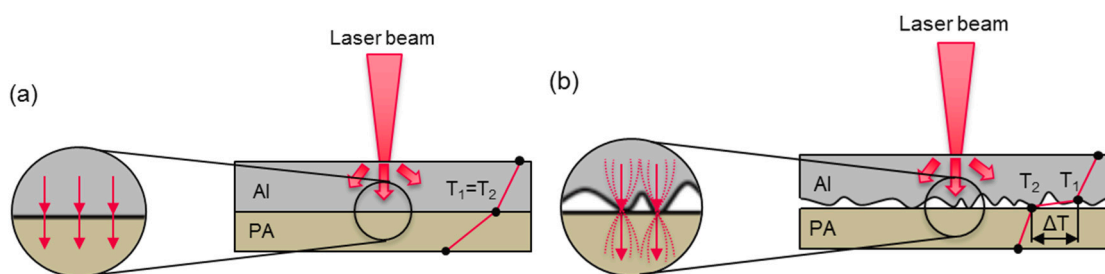 (a)
Laser beam
Al
T₁=T₂
PA
(b)
Laser beam
Al
T₂
T₁
PA
ΔT